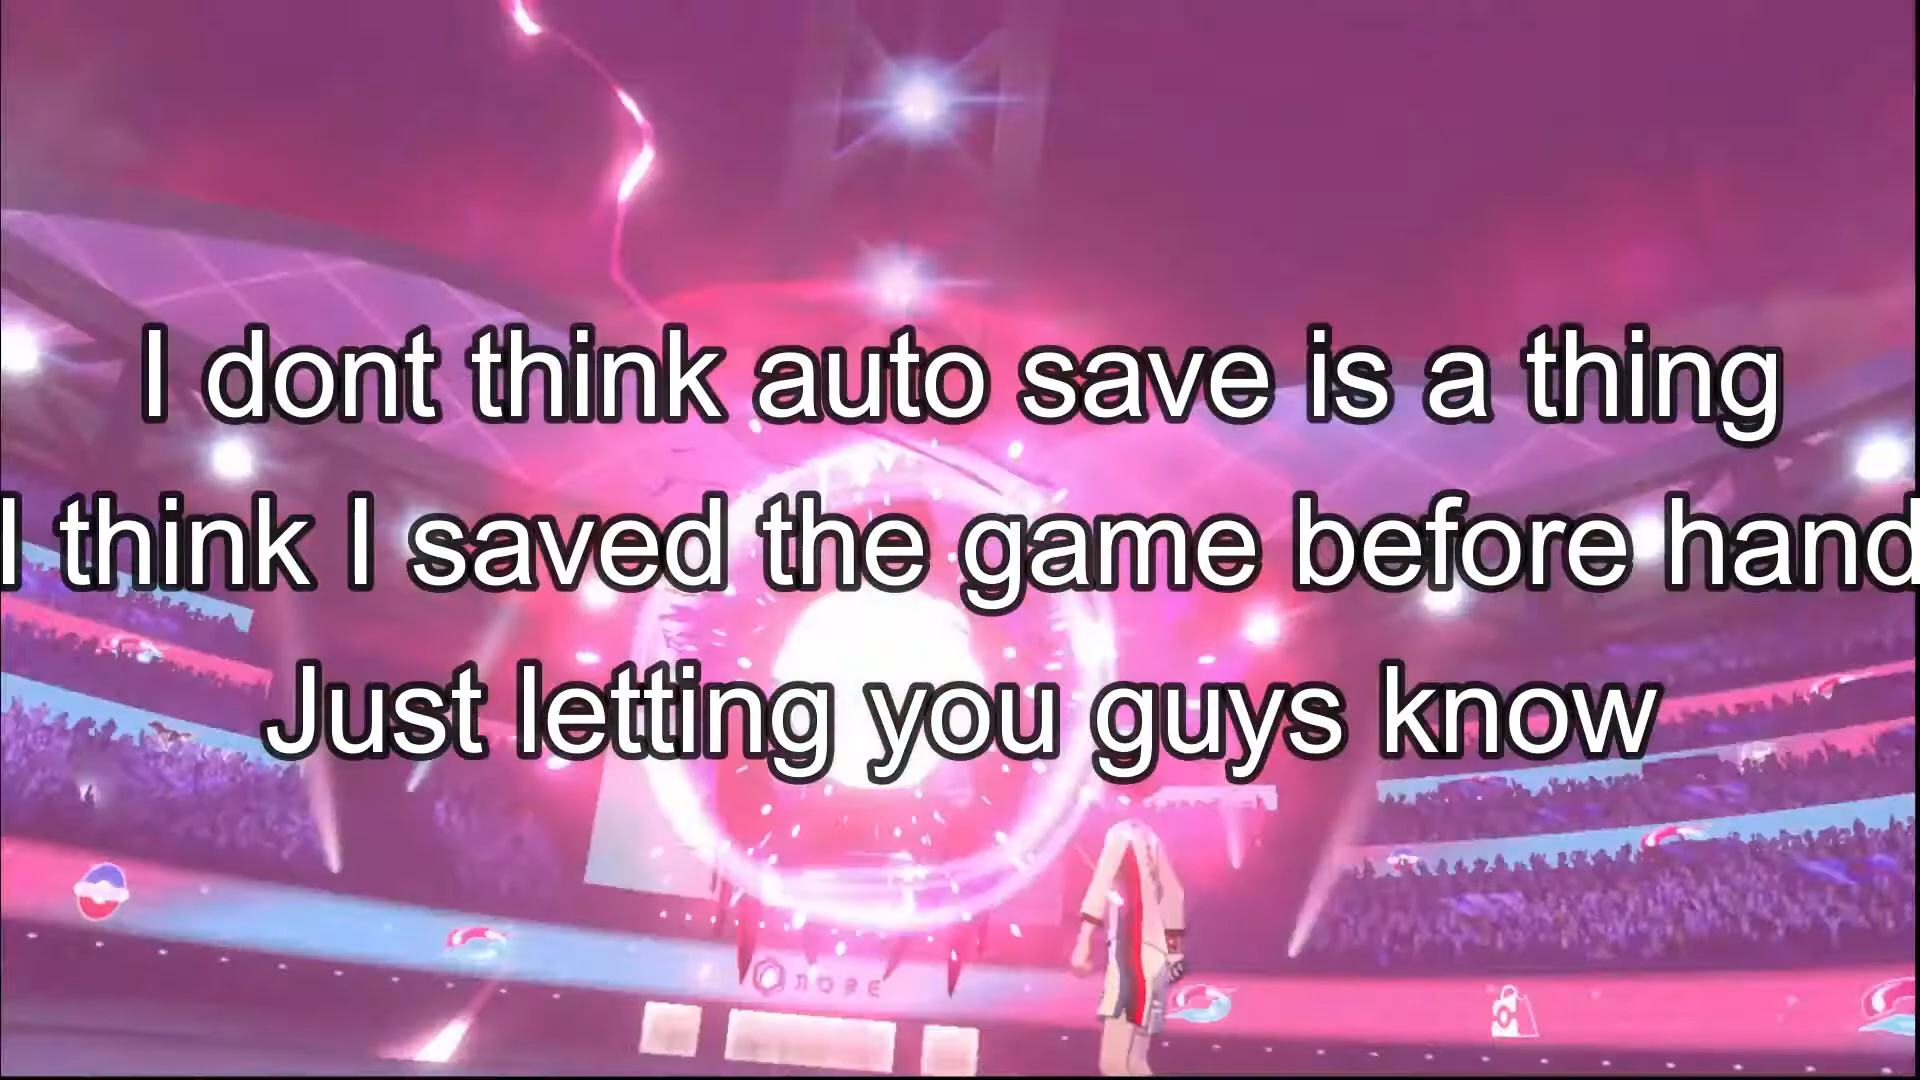 I dont think auto save is a thing
I think I saved the game before hand
Just letting you guys know